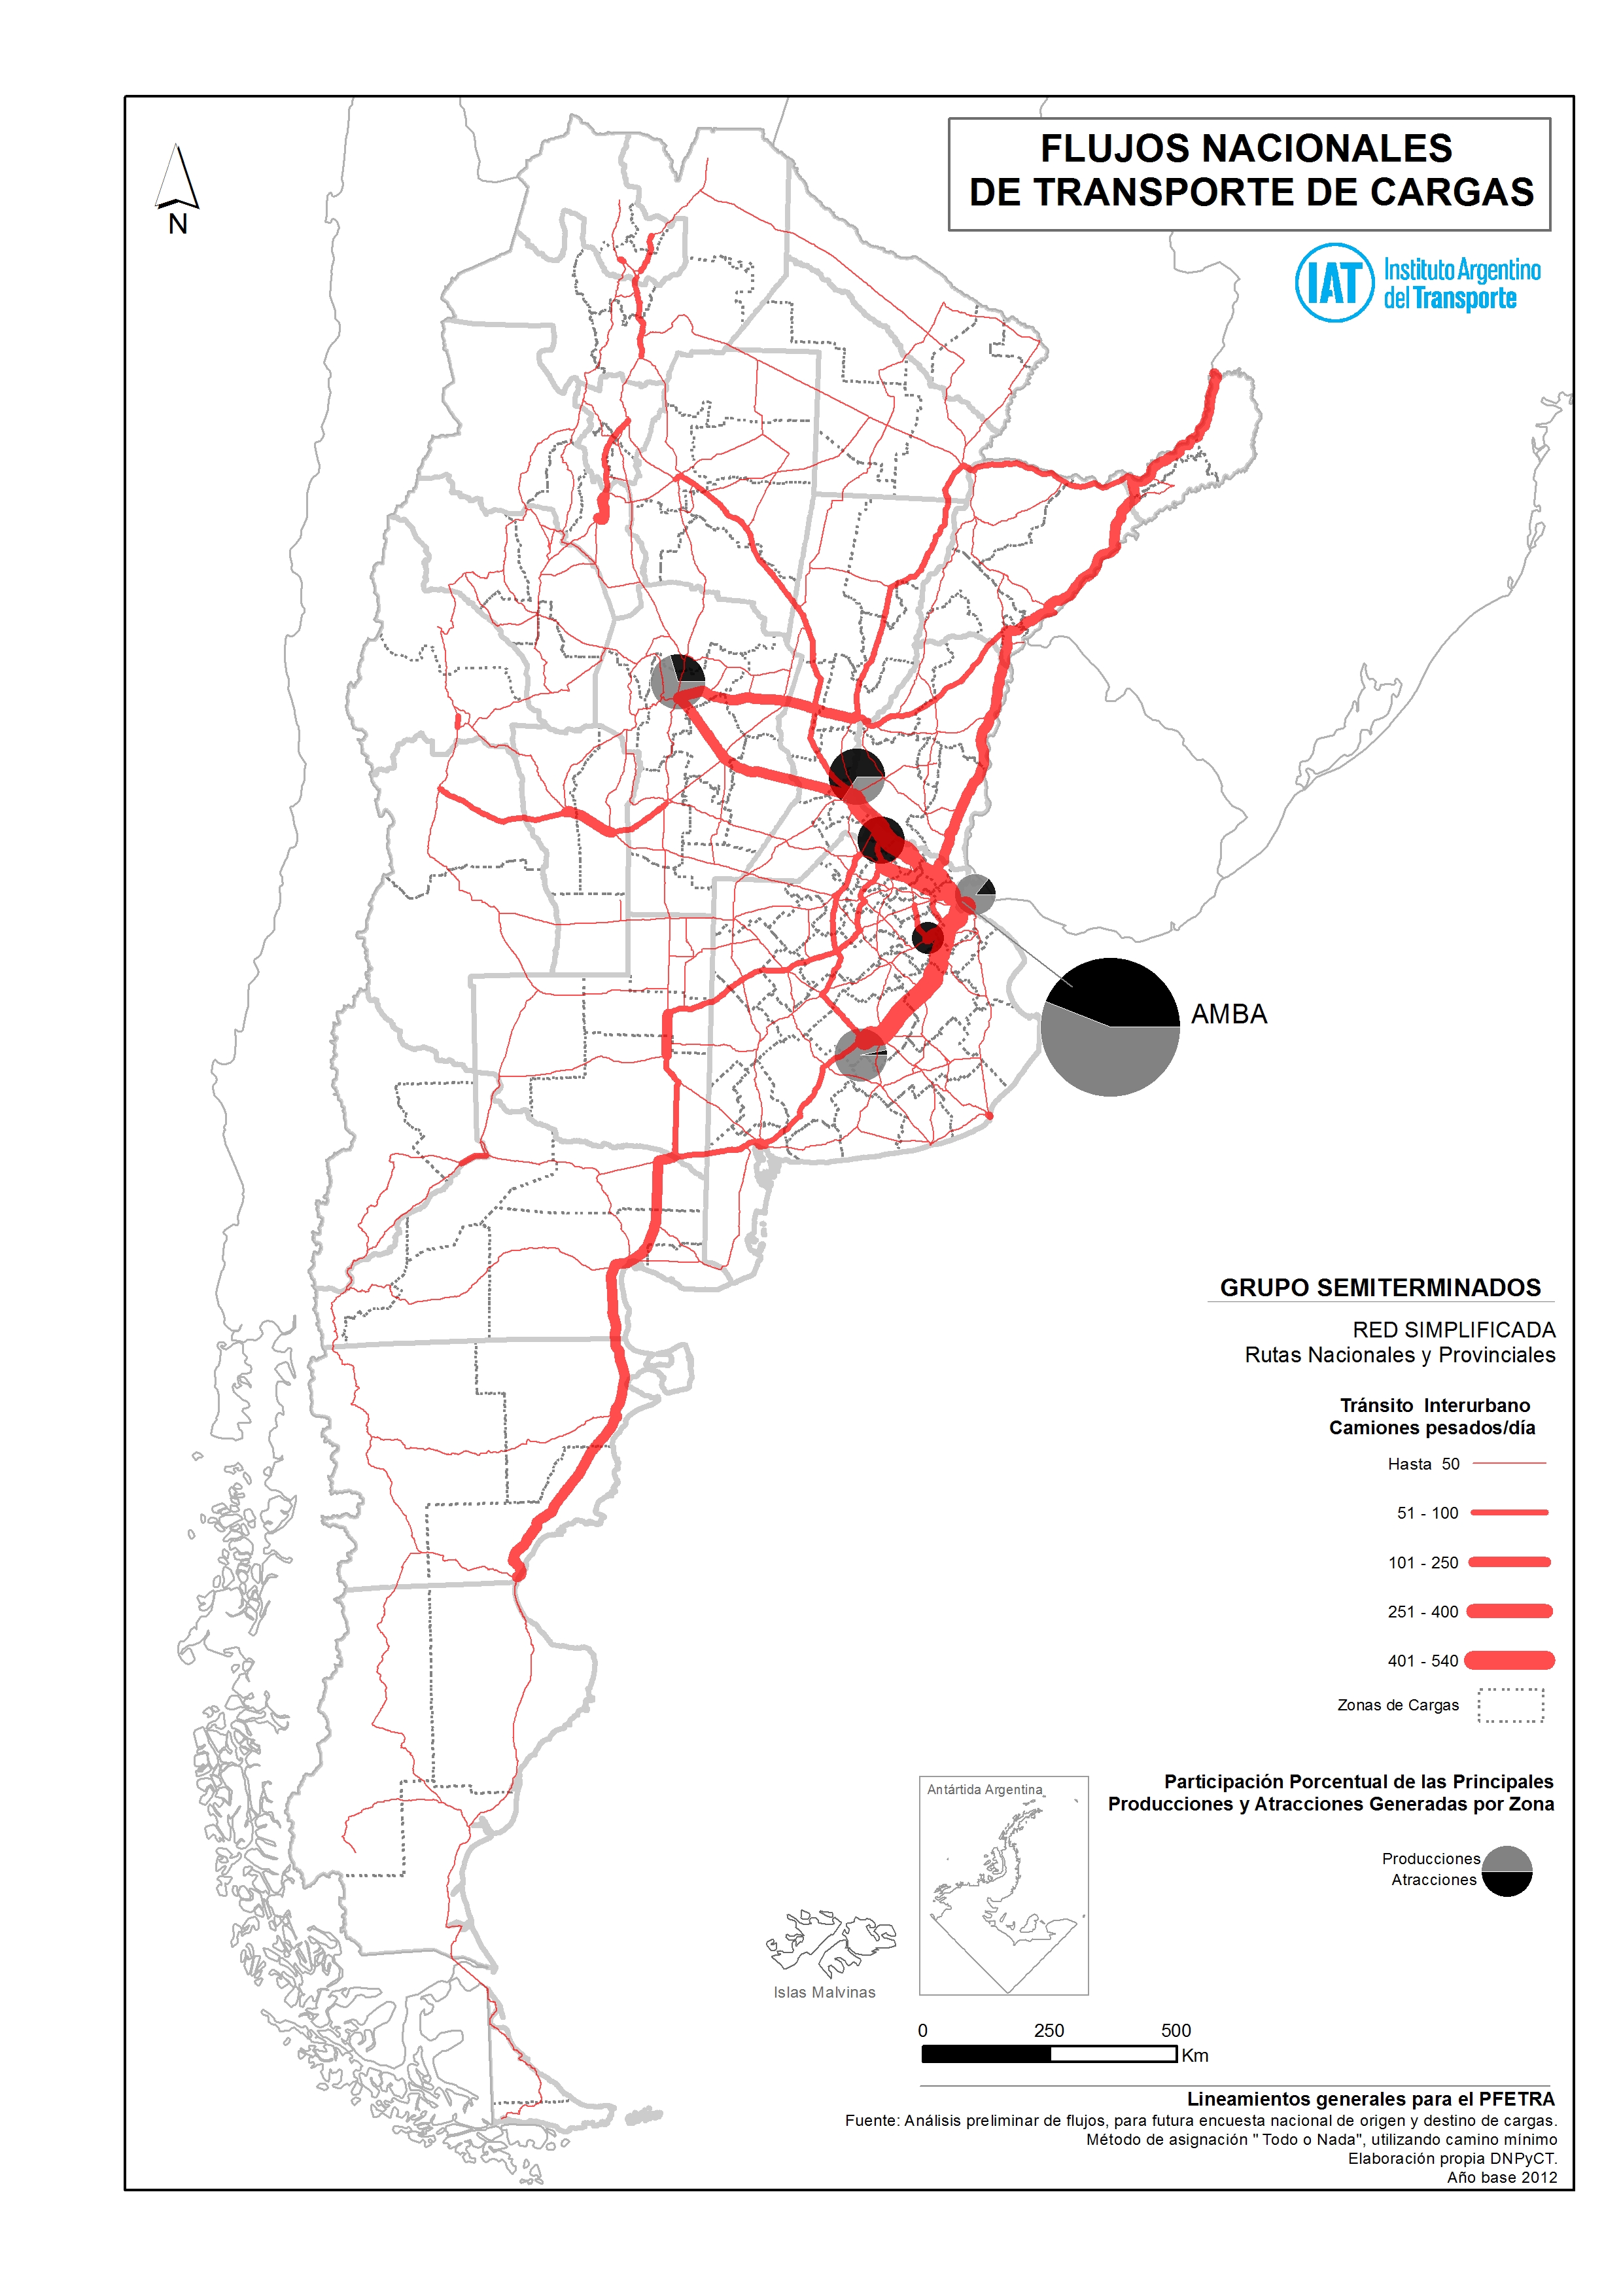 FLUJOS NACIONALES
DE TRANSPORTE DE CARGAS
N
IAT Instituto Argentino
del Transporte
AMBA
GRUPO SEMITERMINADOS
RED SIMPLIFICADA
Rutas Nacionales y Provinciales
Tránsito Interurbano
Camiones pesados/día
Hasta 50
51 - 100
101 - 250
251 - 400
401 - 540
Zonas de Cargas
Participación Porcentual de las Principales
Producciones y Atracciones Generadas por Zona
Producciones
Atracciones
Antártida Argentina
Islas Malvinas
0 250 500
Km
Lineamientos generales para el PFETRA
Fuente: Análisis preliminar de flujos, para futura encuesta nacional de origen y destino de cargas.
Método de asignación " Todo o Nada", utilizando camino mínimo
Elaboración propia DNPyCT.
Año base 2012